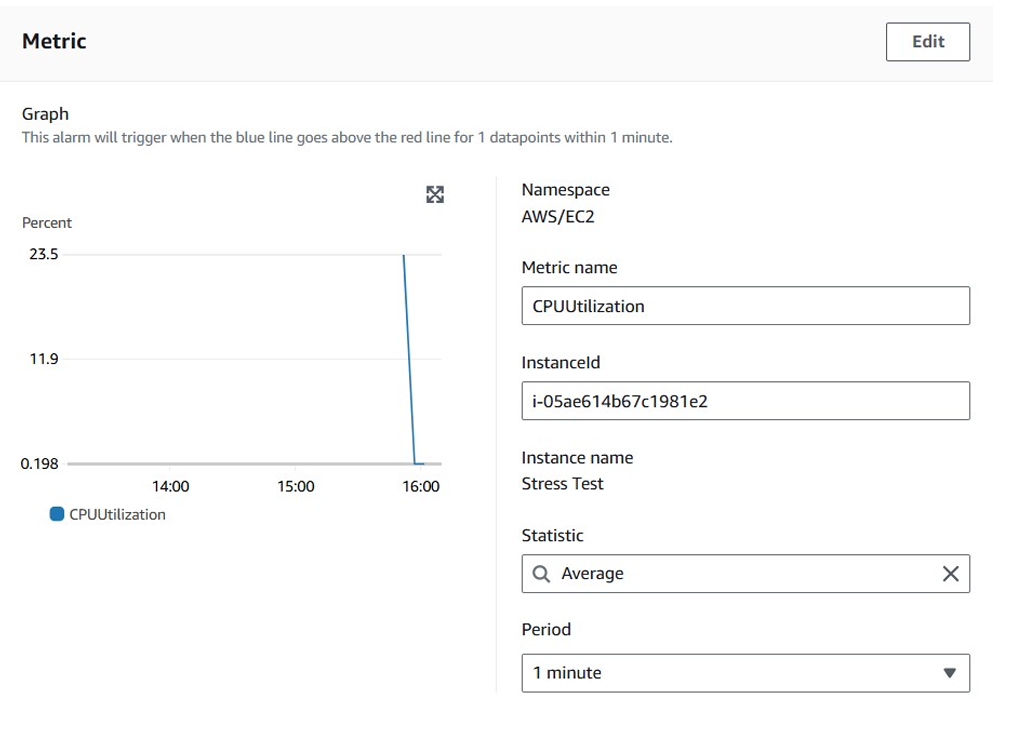 Metric
Edit
Graph
This alarm will trigger when the blue line goes above the red line for 1 datapoints within 1 minute.
Percent
23.5
11.9
0.198
14:00
15:00
16:00
CPUUtilization
Namespace
AWS/EC2
Metric name
CPUUtilization
InstanceId
i-05ae614b67c1981e2
Instance name
Stress Test
Statistic
Average
Period
1 minute